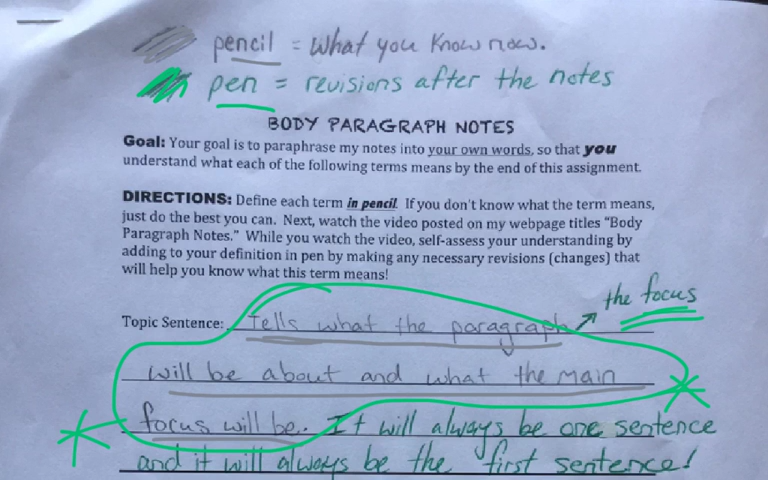 pencil = what you know now.
pen = revisions after the notes
BODY PARAGRAPH NOTES
Goal: Your goal is to paraphrase my notes into your own words, so that you
understand what each of the following terms means by the end of this assignment.
DIRECTIONS: Define each term in pencil. If you don't know what the term means,
just do the best you can. Next, watch the video posted on my webpage titles "Body
Paragraph Notes." While you watch the video, self-assess your understanding by
adding to your definition in pen by making any necessary revisions (changes) that
will help you know what this term means!
the focus
Topic Sentence: Tells what the paragraph
will be about and what the main
focus will be. It will always be one sentence
and it will always be the first sentence!